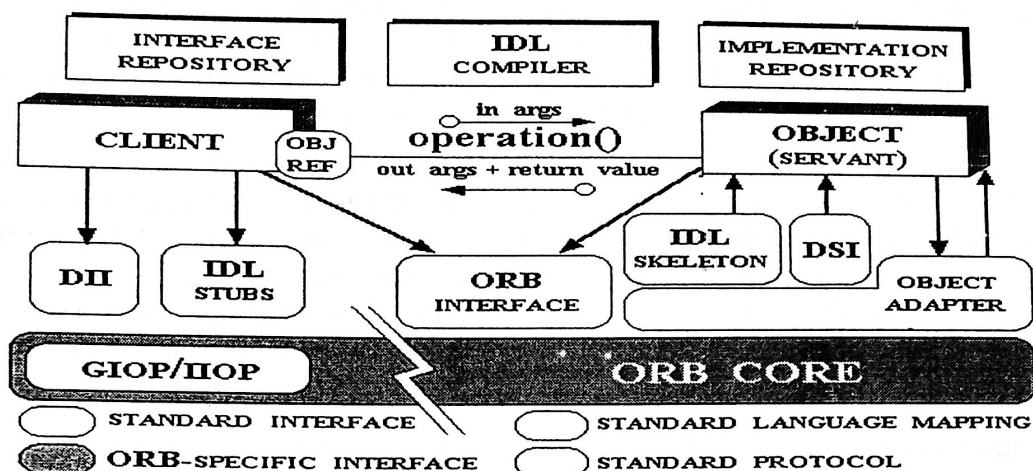 INTERFACE
REPOSITORY
IDL
COMPILER
IMPLEMENTATION
REPOSITORY
CLIENT
OBJ
REF
in args
operation()
out args + return value
OBJECT
(SERVANT)
DII
IDL
STUBS
ORB
INTERFACE
IDL
SKELETON
DSI
OBJECT
ADAPTER
GIOP/IIOP
ORB CORE
STANDARD INTERFACE
STANDARD LANGUAGE MAPPING
ORB-SPECIFIC INTERFACE
STANDARD PROTOCOL